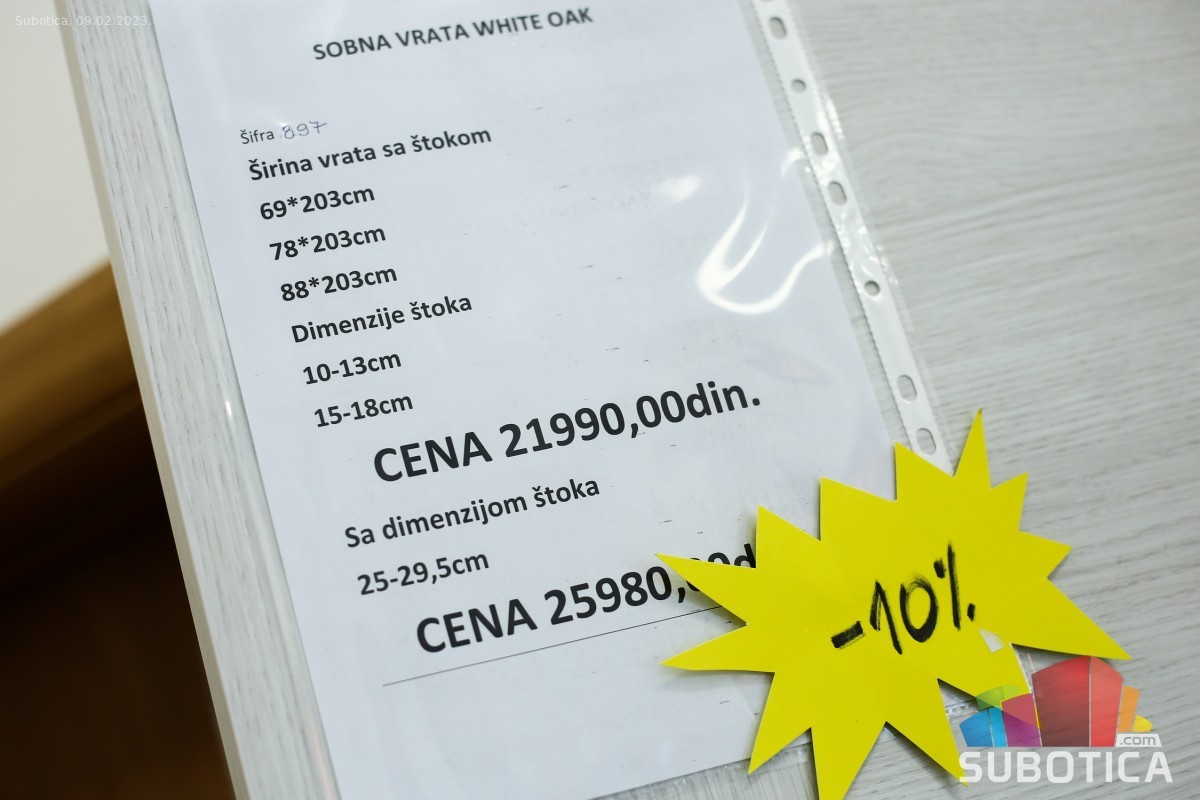 Subotica, 09.02.2023.
SOBNA VRATA WHITE OAK
Šifra 897
Širina vrata sa štokom
69*203cm
78*203cm
88*203cm
Dimenzije štoka
10-13cm
15-18cm
CENA 21990,00din.
Sa dimenzijom štoka
25-29,5cm
CENA 25980,00d
-10%
.com
SUBOTICA